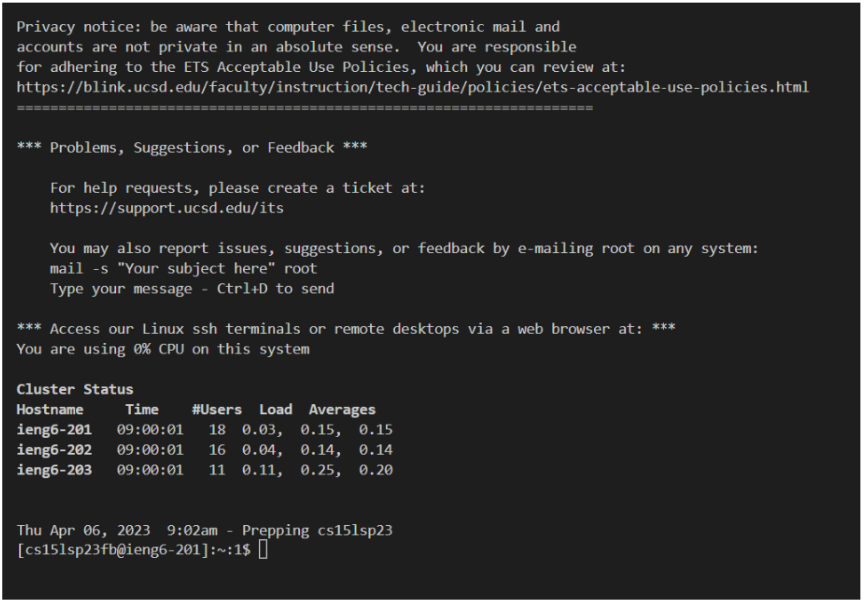 Privacy notice: be aware that computer files, electronic mail and
accounts are not private in an absolute sense.  You are responsible
for adhering to the ETS Acceptable Use Policies, which you can review at:
https://blink.ucsd.edu/faculty/instruction/tech-guide/policies/ets-acceptable-use-policies.html
=====================================================================
*** Problems, Suggestions, or Feedback ***
For help requests, please create a ticket at:
https://support.ucsd.edu/its
You may also report issues, suggestions, or feedback by e-mailing root on any system:
mail -s "Your subject here" root
Type your message - Ctrl+D to send
*** Access our Linux ssh terminals or remote desktops via a web browser at: ***
You are using 0% CPU on this system
Cluster Status
Hostname     Time    #Users  Load  Averages
ieng6-201   09:00:01   18  0.03,  0.15,  0.15
ieng6-202   09:00:01   16  0.04,  0.14,  0.14
ieng6-203   09:00:01   11  0.11,  0.25,  0.20
Thu Apr 06, 2023  9:02am - Prepping cs15lsp23
[cs15lsp23fb@ieng6-201]:~:1$